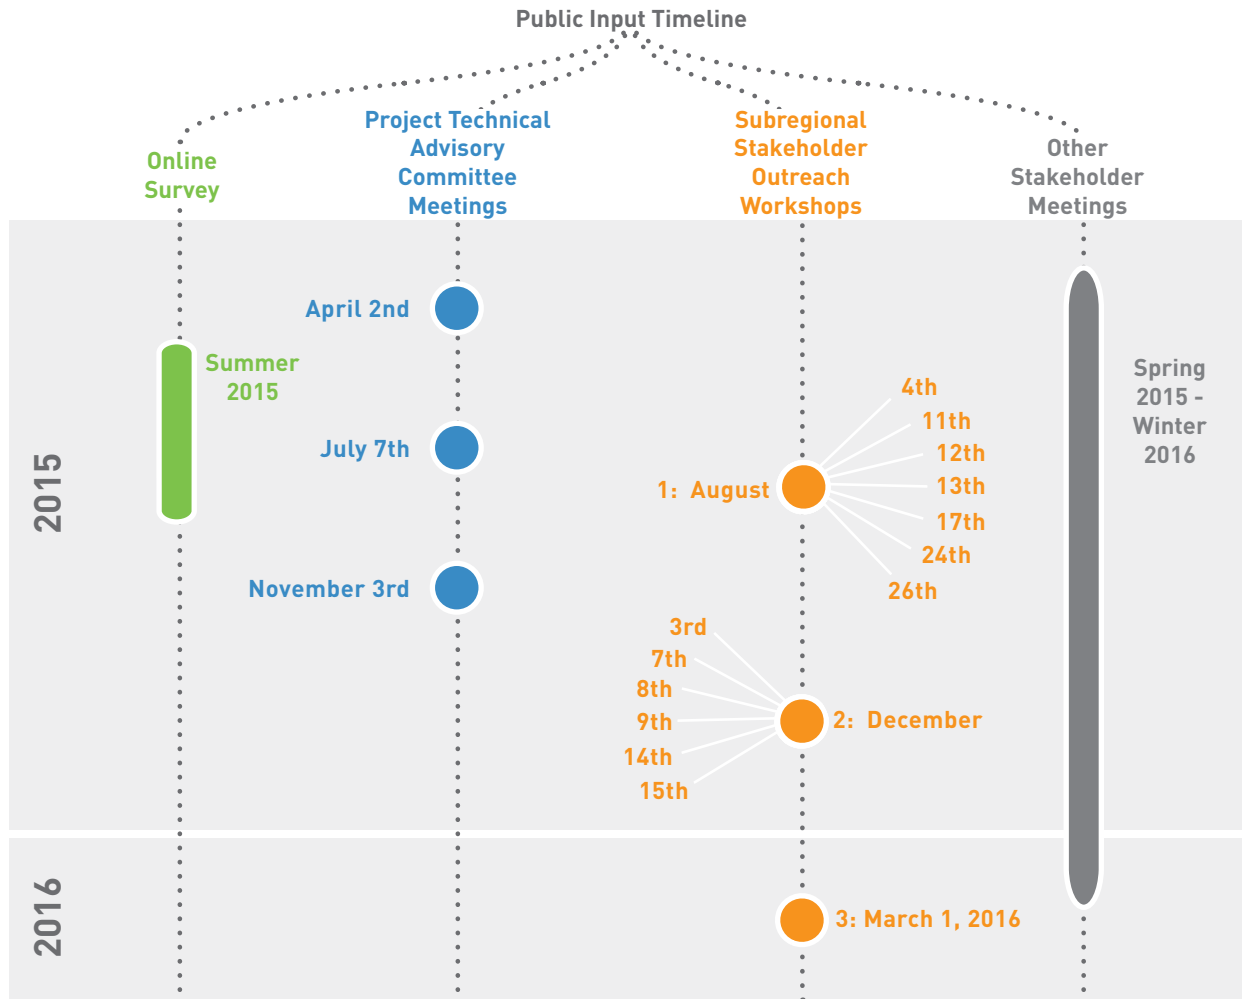 Public Input Timeline
Online
Survey
Project Technical
Advisory
Committee
Meetings
Subregional
Stakeholder
Outreach
Workshops
Other
Stakeholder
Meetings
2015
Summer
2015
April 2nd
July 7th
November 3rd
1: August
4th
11th
12th
13th
17th
24th
26th
3rd
7th
8th
9th
14th
15th
2: December
Spring
2015 -
Winter
2016
2016
3: March 1, 2016